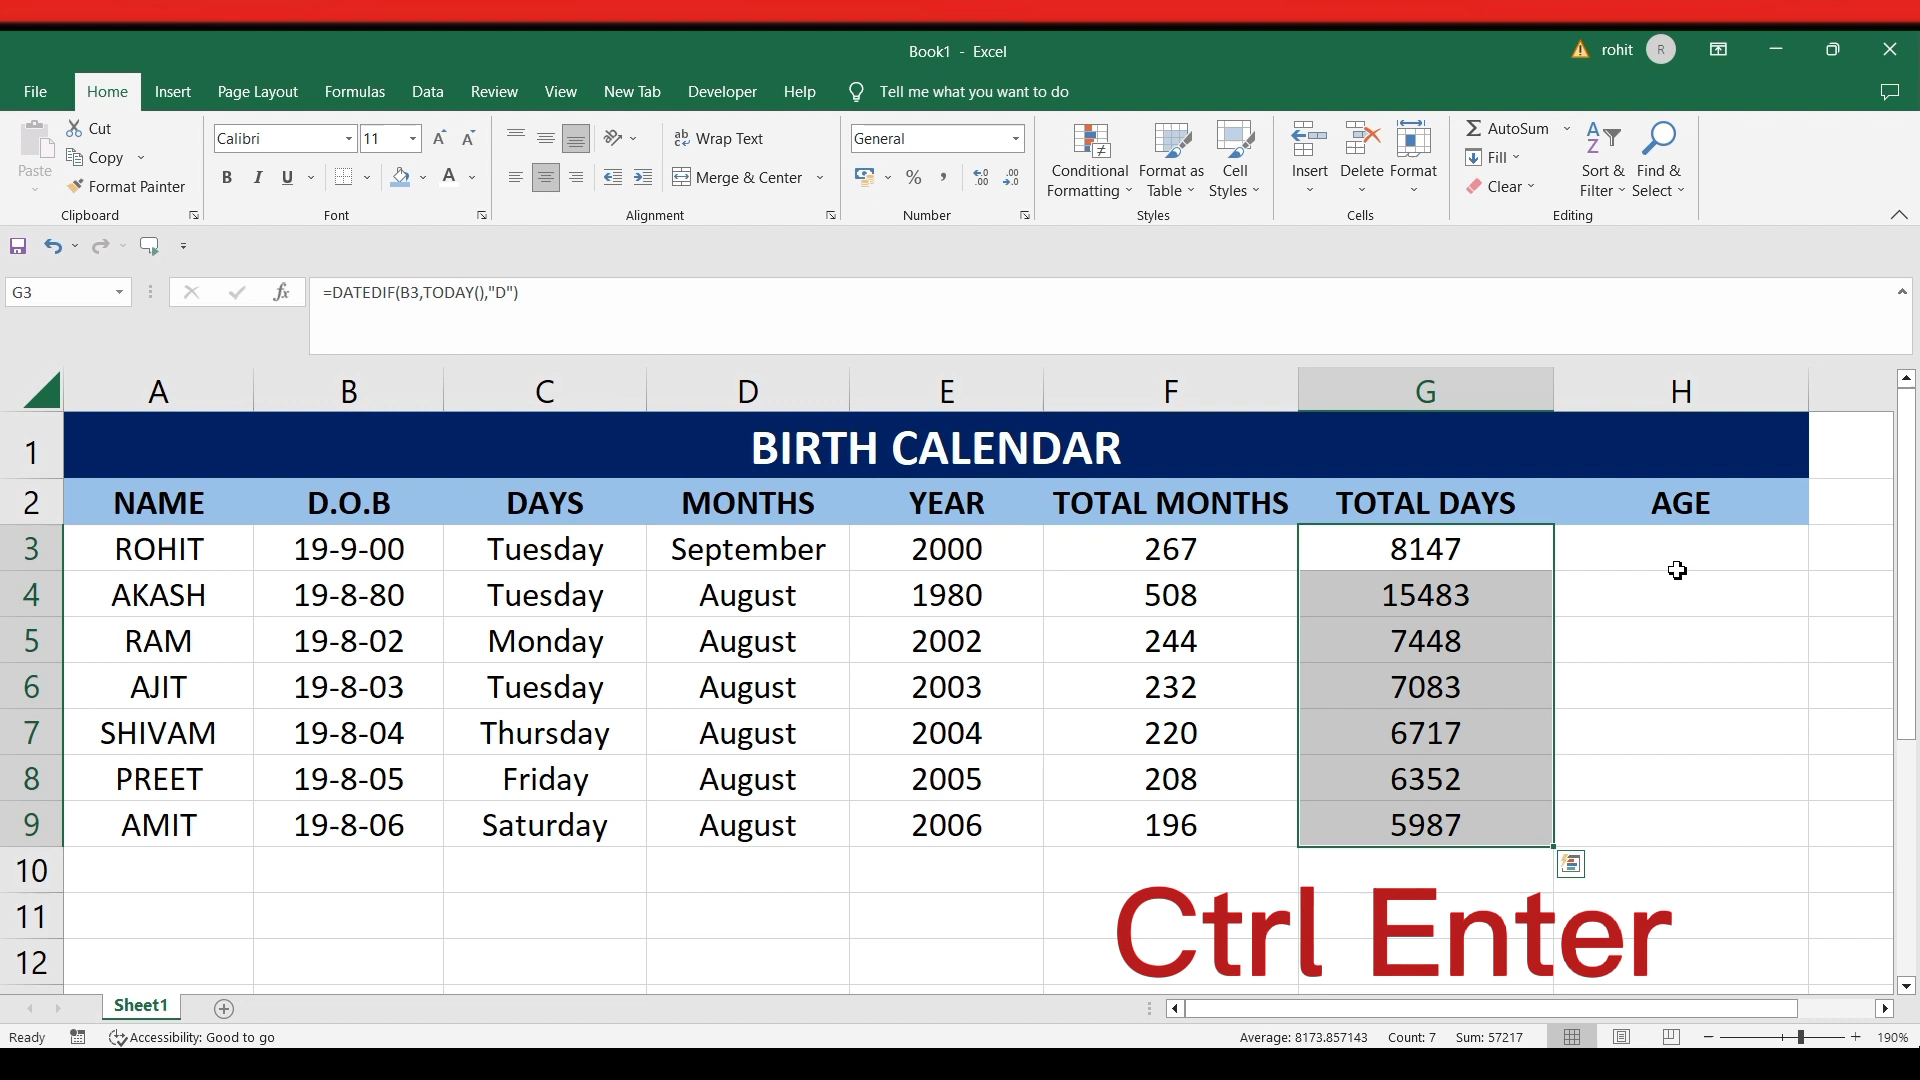 Book1 - Excel
rohit R
File Home Insert Page Layout Formulas Data Review View New Tab Developer Help Tell me what you want to do
Paste
Cut
Copy
Format Painter
Clipboard
Calibri 11
B I U
Font
Wrap Text
Merge & Center
Alignment
General
Number
Conditional Formatting
Format as Table
Cell Styles
Styles
Insert Delete Format
Cells
AutoSum
Fill
Clear
Sort & Filter
Find & Select
Editing
G3 fx =DATEDIF(B3,TODAY(),"D")
A B C D E F G H
1 BIRTH CALENDAR
2 NAME D.O.B DAYS MONTHS YEAR TOTAL MONTHS TOTAL DAYS AGE
3 ROHIT 19-9-00 Tuesday September 2000 267 8147
4 AKASH 19-8-80 Tuesday August 1980 508 15483
5 RAM 19-8-02 Monday August 2002 244 7448
6 AJIT 19-8-03 Tuesday August 2003 232 7083
7 SHIVAM 19-8-04 Thursday August 2004 220 6717
8 PREET 19-8-05 Friday August 2005 208 6352
9 AMIT 19-8-06 Saturday August 2006 196 5987
10
11
12
Ctrl Enter
Sheet1
Ready Accessibility: Good to go Average: 8173.857143 Count: 7 Sum: 57217 190%